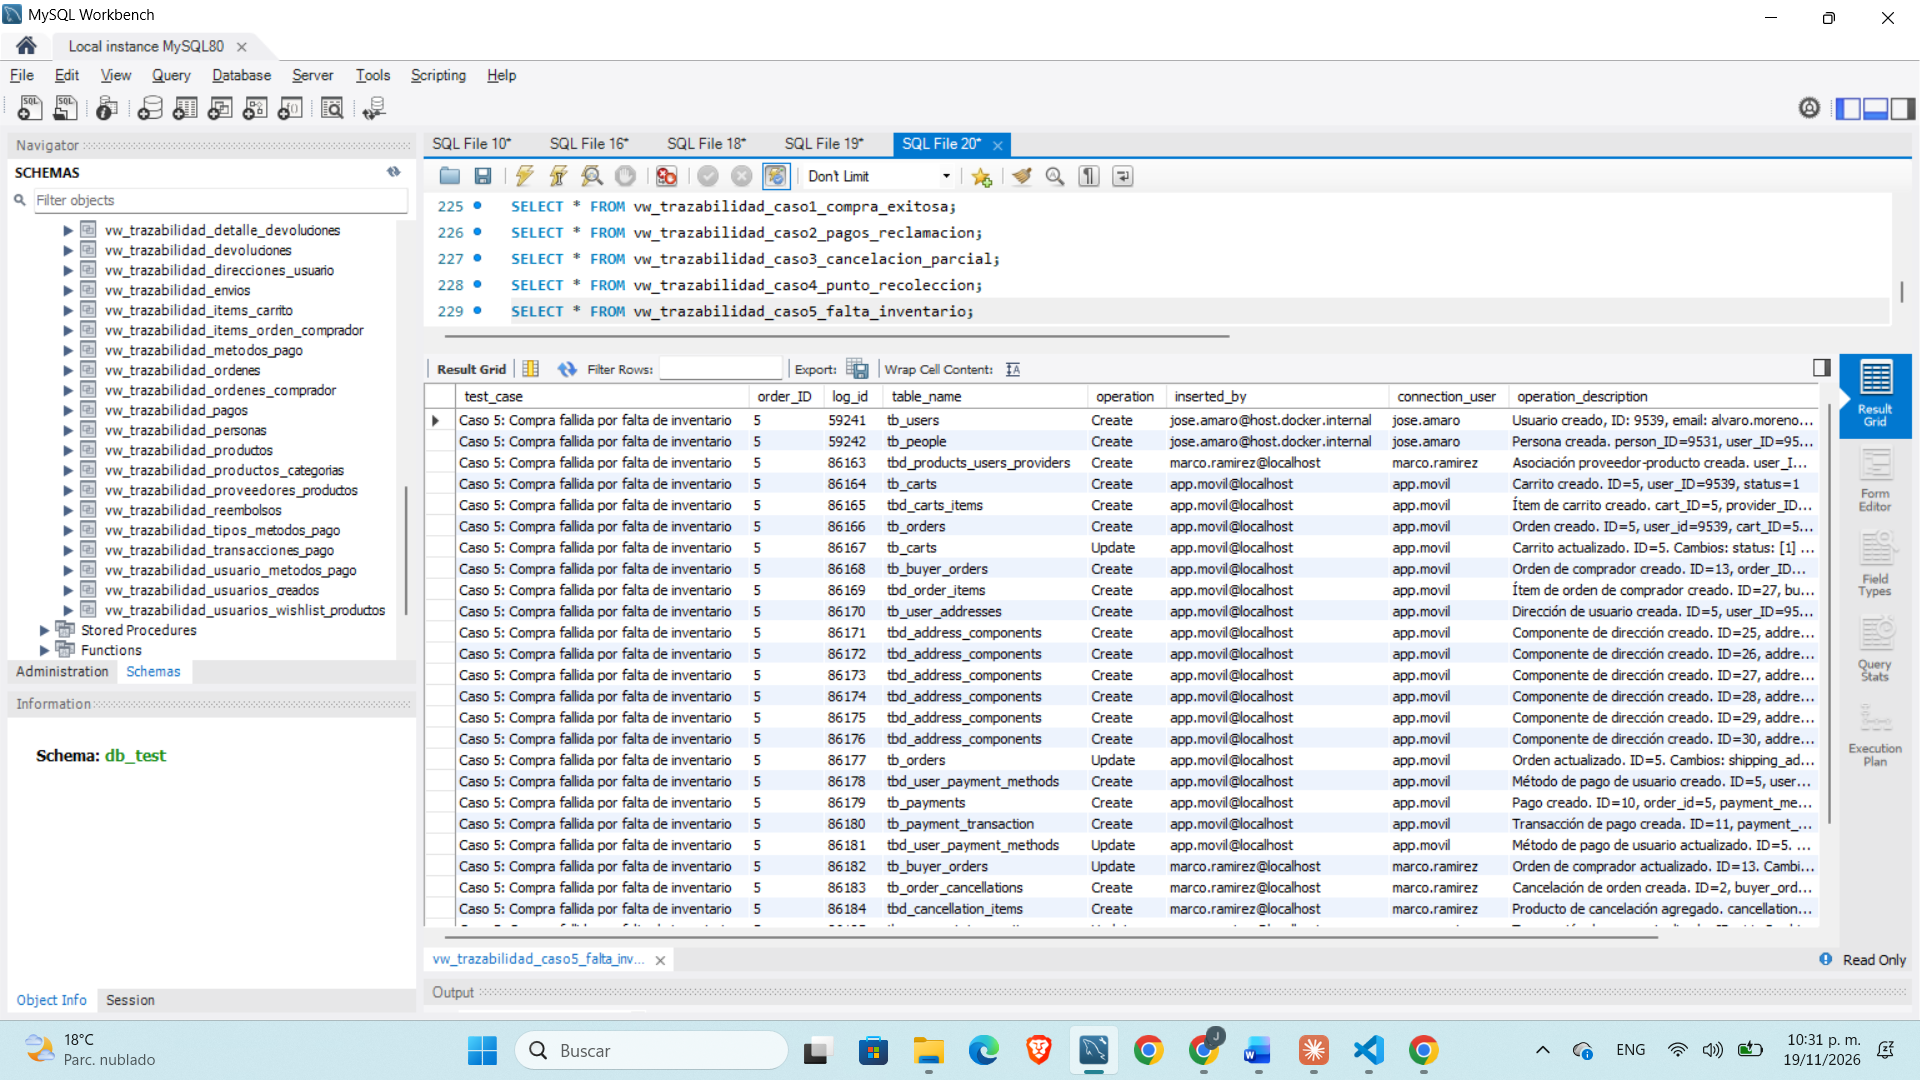 MySQL Workbench
Local instance MySQL80
File Edit View Query Database Server Tools Scripting Help
Navigator
SCHEMAS
Filter objects
vw_trazabilidad_detalle_devoluciones
vw_trazabilidad_devoluciones
vw_trazabilidad_direcciones_usuario
vw_trazabilidad_envios
vw_trazabilidad_items_carrito
vw_trazabilidad_items_orden_comprador
vw_trazabilidad_metodos_pago
vw_trazabilidad_ordenes
vw_trazabilidad_ordenes_comprador
vw_trazabilidad_pagos
vw_trazabilidad_personas
vw_trazabilidad_productos
vw_trazabilidad_productos_categorias
vw_trazabilidad_proveedores_productos
vw_trazabilidad_reembolsos
vw_trazabilidad_tipos_metodos_pago
vw_trazabilidad_transacciones_pago
vw_trazabilidad_usuario_metodos_pago
vw_trazabilidad_usuarios_creados
vw_trazabilidad_usuarios_wishlist_productos
Stored Procedures
Functions
Administration Schemas
Information
Schema: db_test
Object Info Session
SQL File 10* SQL File 16* SQL File 18* SQL File 19* SQL File 20*
Don't Limit
225 SELECT * FROM vw_trazabilidad_caso1_compra_exitosa;
226 SELECT * FROM vw_trazabilidad_caso2_pagos_reclamacion;
227 SELECT * FROM vw_trazabilidad_caso3_cancelacion_parcial;
228 SELECT * FROM vw_trazabilidad_caso4_punto_recoleccion;
229 SELECT * FROM vw_trazabilidad_caso5_falta_inventario;
Result Grid Filter Rows: Export: Wrap Cell Content:
test_case order_ID log_id table_name operation inserted_by connection_user operation_description
Caso 5: Compra fallida por falta de inventario 5 59241 tb_users Create jose.amaro@host.docker.internal jose.amaro Usuario creado, ID: 9539, email: alvaro.moreno...
Caso 5: Compra fallida por falta de inventario 5 59242 tb_people Create jose.amaro@host.docker.internal jose.amaro Persona creada. person_ID=9531, user_ID=95...
Caso 5: Compra fallida por falta de inventario 5 86163 tbd_products_users_providers Create marco.ramirez@localhost marco.ramirez Asociación proveedor-producto creada. user_I...
Caso 5: Compra fallida por falta de inventario 5 86164 tb_carts Create app.movil@localhost app.movil Carrito creado. ID=5, user_ID=9539, status=1
Caso 5: Compra fallida por falta de inventario 5 86165 tbd_carts_items Create app.movil@localhost app.movil Ítem de carrito creado. cart_ID=5, provider_ID...
Caso 5: Compra fallida por falta de inventario 5 86166 tb_orders Create app.movil@localhost app.movil Orden creado. ID=5, user_id=9539, cart_ID=5...
Caso 5: Compra fallida por falta de inventario 5 86167 tb_carts Update app.movil@localhost app.movil Carrito actualizado. ID=5. Cambios: status: [1] ...
Caso 5: Compra fallida por falta de inventario 5 86168 tb_buyer_orders Create app.movil@localhost app.movil Orden de comprador creado. ID=13, order_ID...
Caso 5: Compra fallida por falta de inventario 5 86169 tbd_order_items Create app.movil@localhost app.movil Ítem de orden de comprador creado. ID=27, bu...
Caso 5: Compra fallida por falta de inventario 5 86170 tb_user_addresses Create app.movil@localhost app.movil Dirección de usuario creada. ID=5, user_ID=95...
Caso 5: Compra fallida por falta de inventario 5 86171 tbd_address_components Create app.movil@localhost app.movil Componente de dirección creado. ID=25, addre...
Caso 5: Compra fallida por falta de inventario 5 86172 tbd_address_components Create app.movil@localhost app.movil Componente de dirección creado. ID=26, addre...
Caso 5: Compra fallida por falta de inventario 5 86173 tbd_address_components Create app.movil@localhost app.movil Componente de dirección creado. ID=27, addre...
Caso 5: Compra fallida por falta de inventario 5 86174 tbd_address_components Create app.movil@localhost app.movil Componente de dirección creado. ID=28, addre...
Caso 5: Compra fallida por falta de inventario 5 86175 tbd_address_components Create app.movil@localhost app.movil Componente de dirección creado. ID=29, addre...
Caso 5: Compra fallida por falta de inventario 5 86176 tbd_address_components Create app.movil@localhost app.movil Componente de dirección creado. ID=30, addre...
Caso 5: Compra fallida por falta de inventario 5 86177 tb_orders Update app.movil@localhost app.movil Orden actualizado. ID=5. Cambios: shipping_ad...
Caso 5: Compra fallida por falta de inventario 5 86178 tbd_user_payment_methods Create app.movil@localhost app.movil Método de pago de usuario creado. ID=5, user...
Caso 5: Compra fallida por falta de inventario 5 86179 tb_payments Create app.movil@localhost app.movil Pago creado. ID=10, order_id=5, payment_me...
Caso 5: Compra fallida por falta de inventario 5 86180 tb_payment_transaction Create app.movil@localhost app.movil Transacción de pago creada. ID=11, payment_...
Caso 5: Compra fallida por falta de inventario 5 86181 tbd_user_payment_methods Update app.movil@localhost app.movil Método de pago de usuario actualizado. ID=5. ...
Caso 5: Compra fallida por falta de inventario 5 86182 tb_buyer_orders Update marco.ramirez@localhost marco.ramirez Orden de comprador actualizado. ID=13. Cambi...
Caso 5: Compra fallida por falta de inventario 5 86183 tb_order_cancellations Create marco.ramirez@localhost marco.ramirez Cancelación de orden creada. ID=2, buyer_ord...
Caso 5: Compra fallida por falta de inventario 5 86184 tbd_cancellation_items Create marco.ramirez@localhost marco.ramirez Producto de cancelación agregado. cancellation...
Result Grid
Form Editor
Field Types
Query Stats
Execution Plan
vw_trazabilidad_caso5_falta_inv...
Read Only
Output
18°C
Parc. nublado
Buscar
J
ENG
10:31 p. m.
19/11/2026